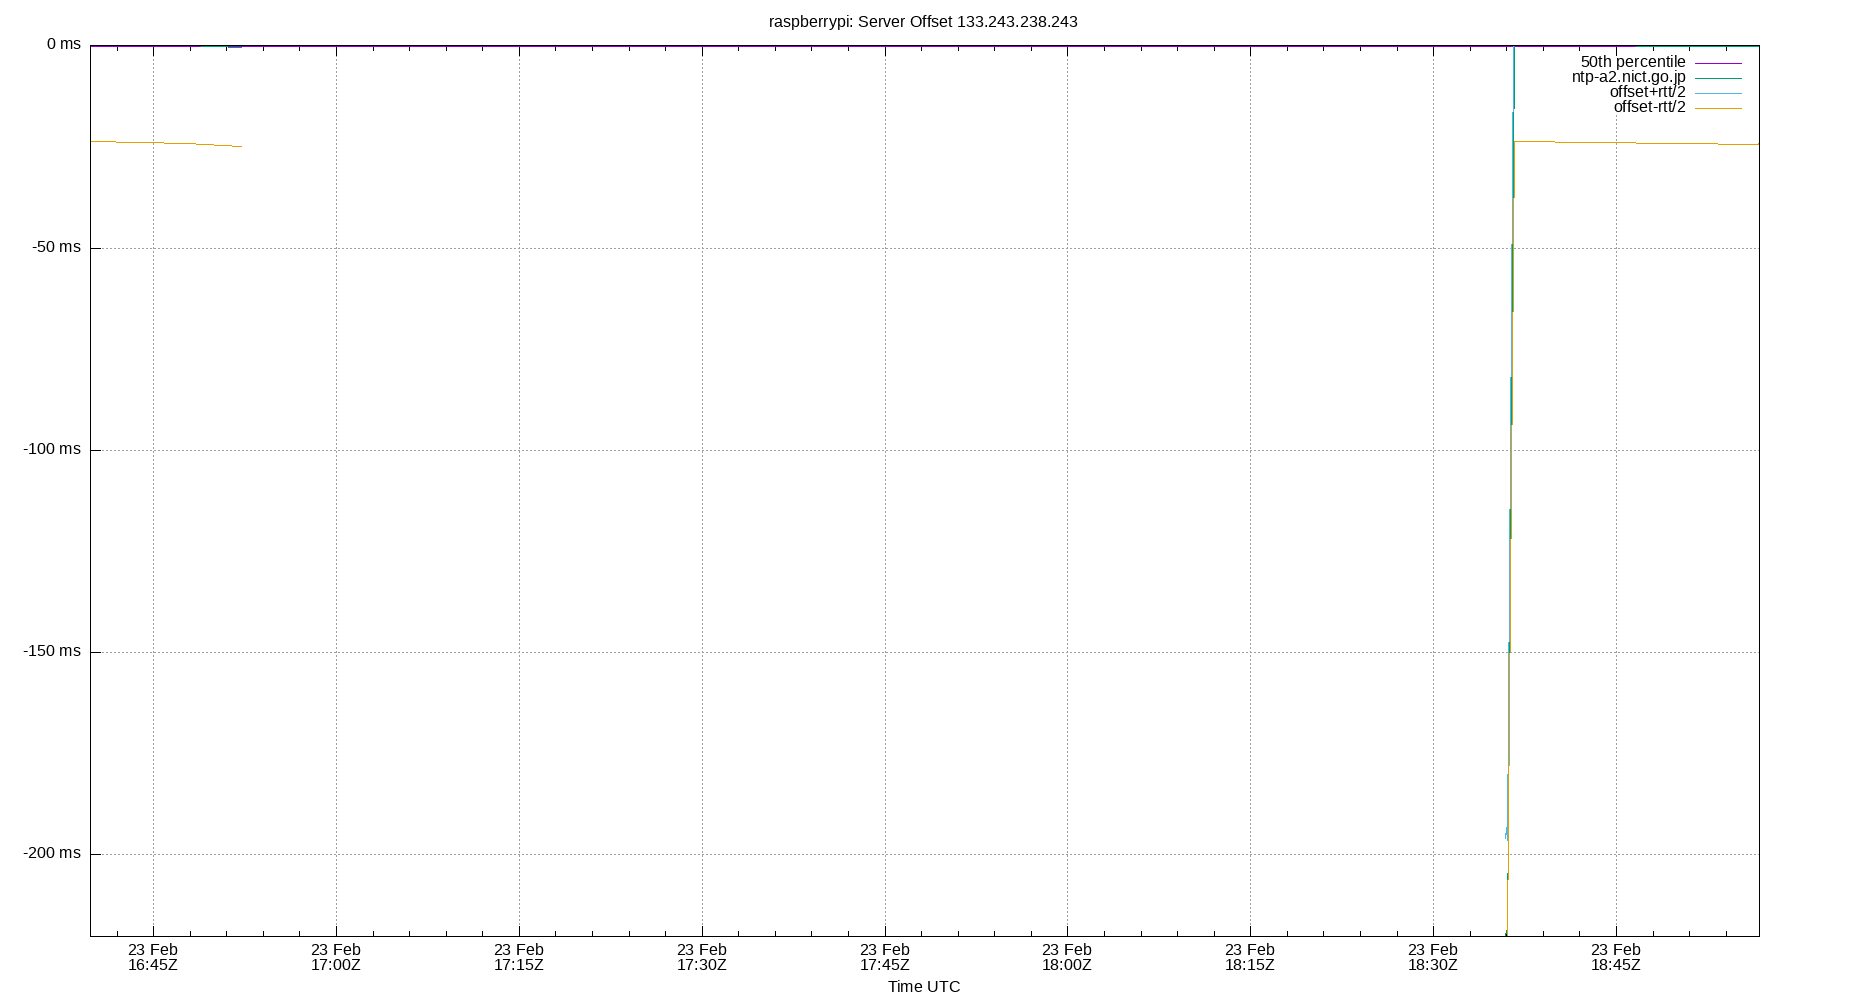 raspberrypi: Server Offset 133.243.238.243
0 ms
-50 ms
-100 ms
-150 ms
-200 ms
50th percentile
ntp-a2.nict.go.jp
offset+rtt/2
offset-rtt/2
23 Feb 23 Feb 23 Feb 23 Feb 23 Feb 23 Feb 23 Feb 23 Feb 23 Feb
16:45Z 17:00Z 17:15Z 17:30Z 17:45Z 18:00Z 18:15Z 18:30Z 18:45Z
Time UTC